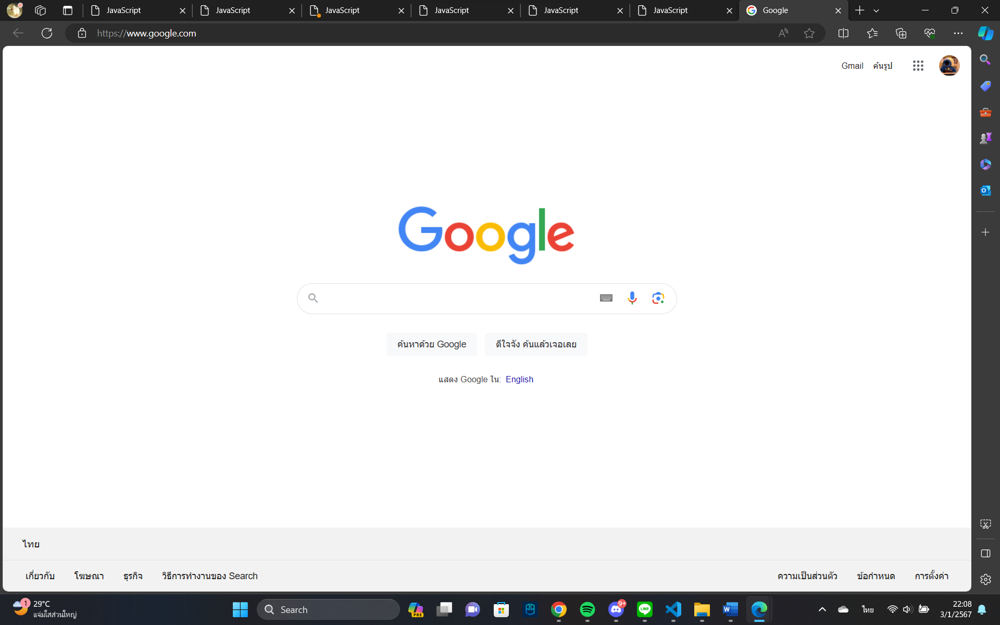 JavaScript JavaScript JavaScript JavaScript JavaScript JavaScript Google
https://www.google.com
Gmail ค้นรูป
Google
ค้นหาด้วย Google ดีใจจัง ค้นแล้วเจอเลย
แสดง Google ใน: English
ไทย
เกี่ยวกับ โฆษณา ธุรกิจ วิธีการทำงานของ Search ความเป็นส่วนตัว ข้อกำหนด การตั้งค่า
1 29°C
แจ่มใสส่วนใหญ่
Search PRE 9+ LINE ไทย
22:08
3/1/2567